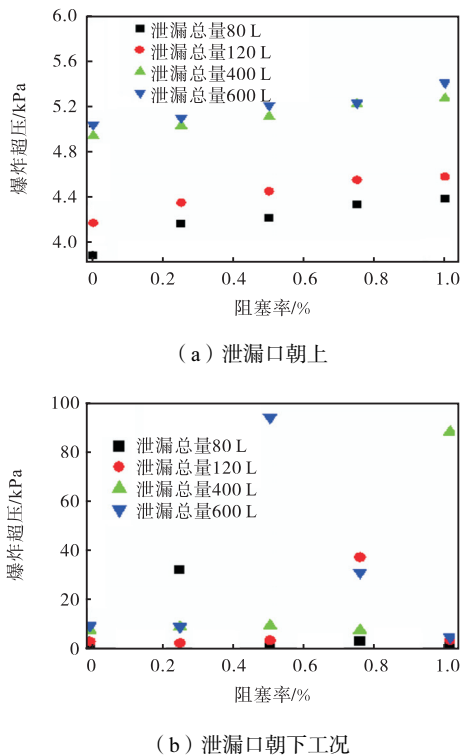 6.0
5.6
5.2
4.8
4.4
4.0
爆炸超压/kPa
泄漏总量80 L
泄漏总量120 L
泄漏总量400 L
泄漏总量600 L
0 0.2 0.4 0.6 0.8 1.0
阻塞率/%
（a）泄漏口朝上
100
80
60
40
20
0
爆炸超压/kPa
泄漏总量80 L
泄漏总量120 L
泄漏总量400 L
泄漏总量600 L
0 0.2 0.4 0.6 0.8 1.0
阻塞率/%
（b）泄漏口朝下工况